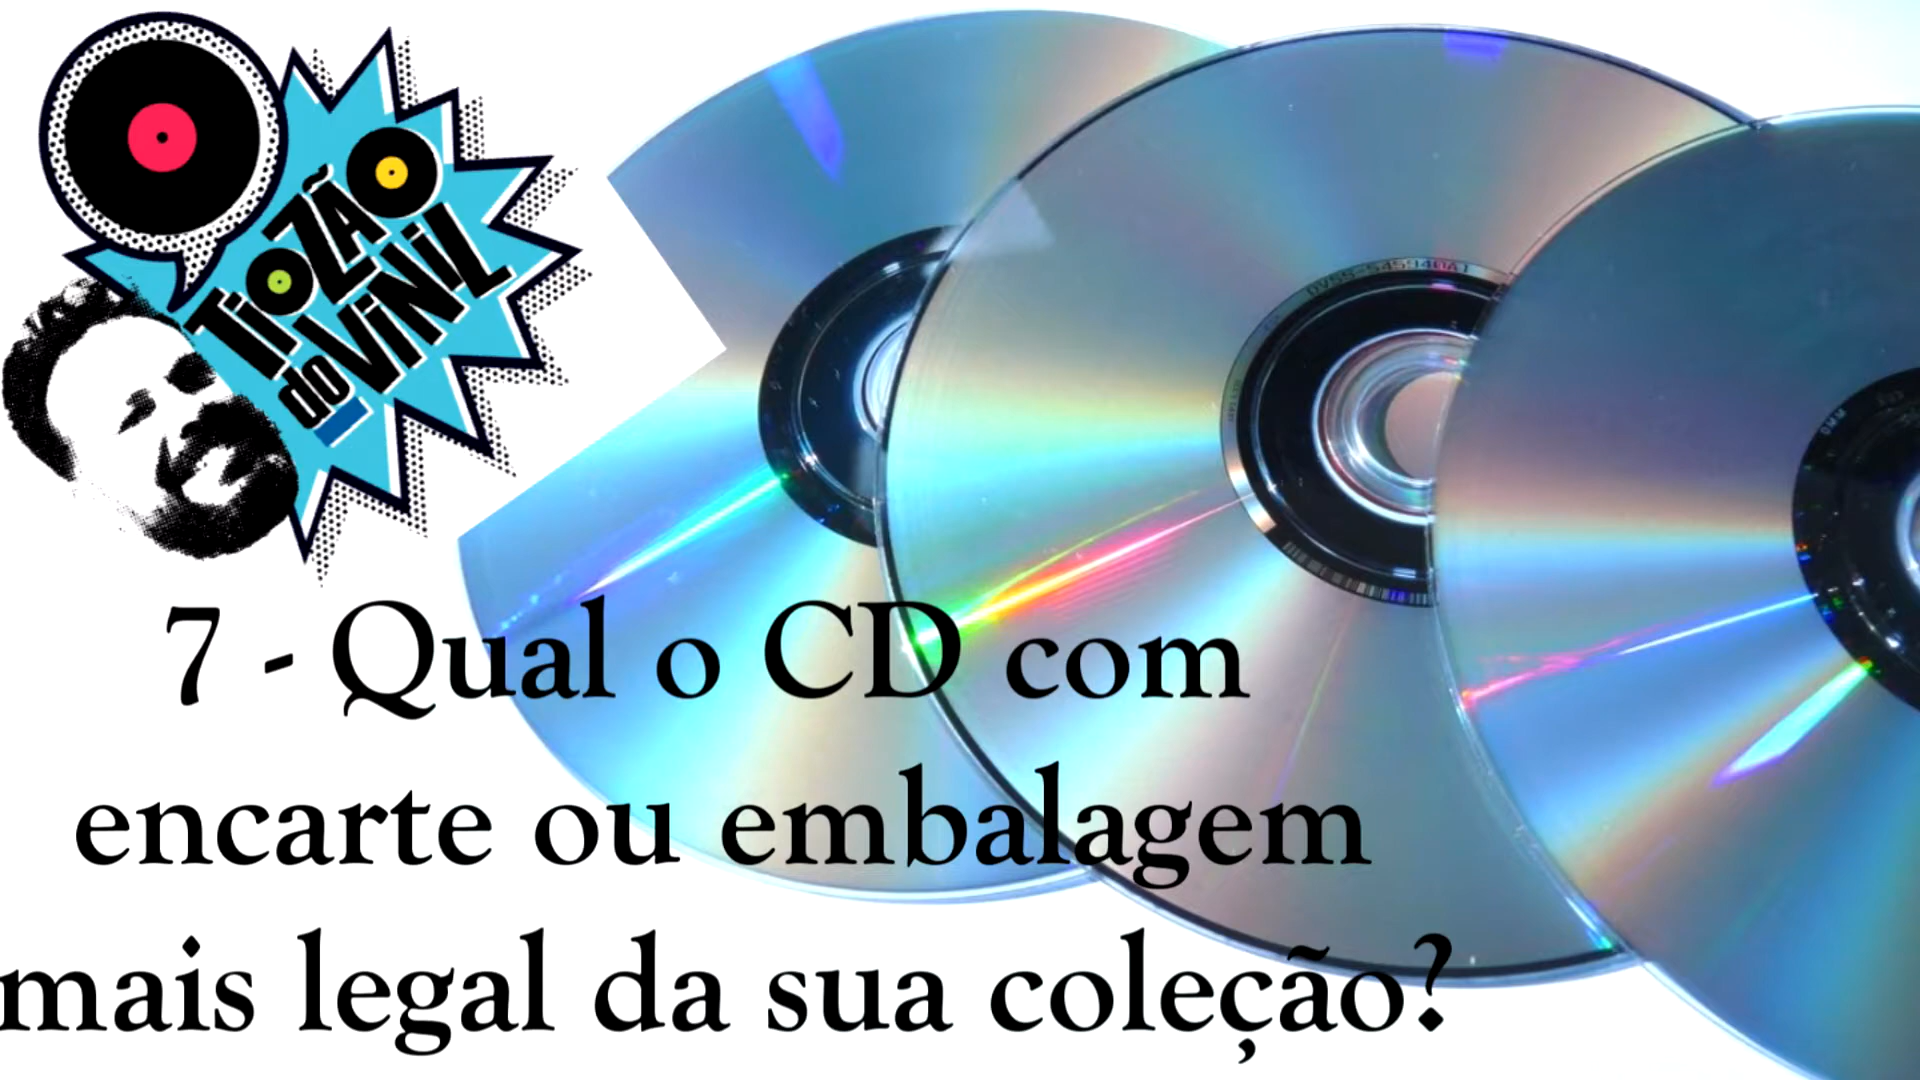 TiOZÃO
do
ViNiL
7 - Qual o CD com
encarte ou embalagem
mais legal da sua coleção?